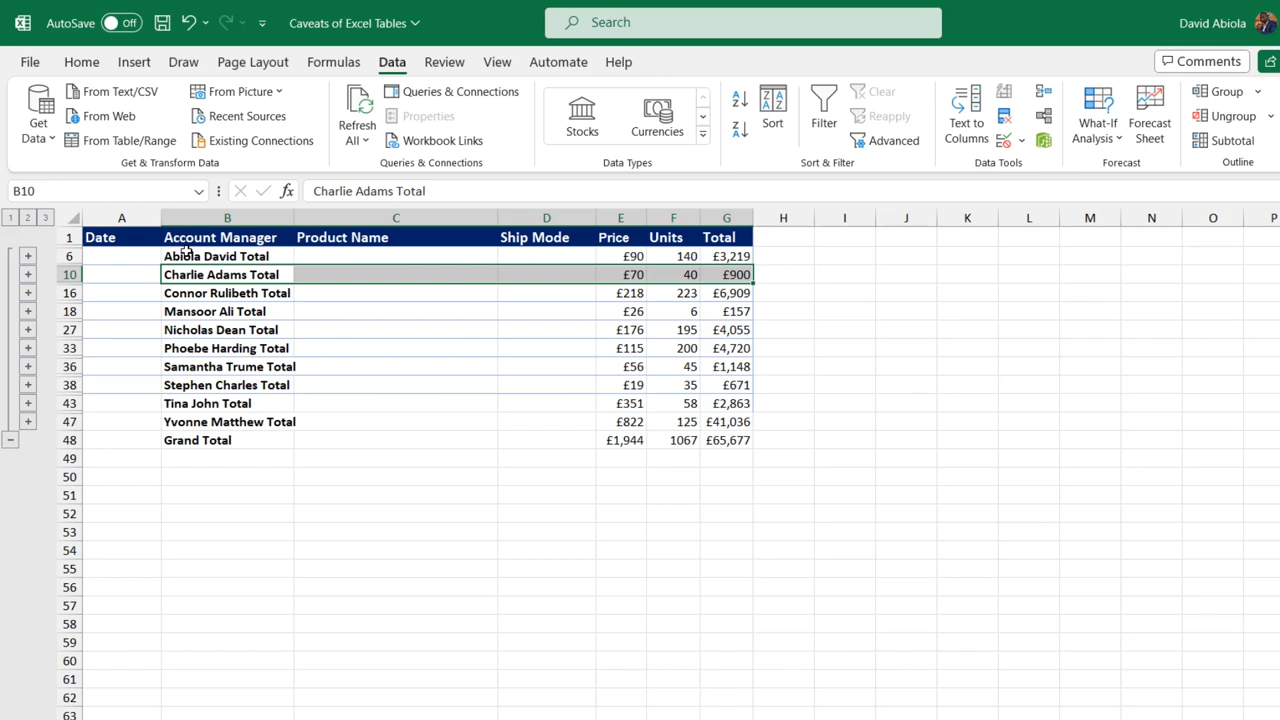 AutoSave Off Caveats of Excel Tables Search David Abiola
File Home Insert Draw Page Layout Formulas Data Review View Automate Help Comments
From Text/CSV From Picture Queries & Connections Clear Group
Get Data From Web Recent Sources Refresh All Properties Stocks Currencies Sort Filter Reapply Text to Columns What-If Analysis Forecast Sheet Ungroup
From Table/Range Existing Connections Workbook Links Advanced Subtotal
Get & Transform Data Queries & Connections Data Types Sort & Filter Data Tools Forecast Outline
B10 fx Charlie Adams Total
1 2 3 A B C D E F G H I J K L M N O P
1 Date Account Manager Product Name Ship Mode Price Units Total
6 Abiola David Total £90 140 £3,219
10 Charlie Adams Total £70 40 £900
16 Connor Rulibeth Total £218 223 £6,909
18 Mansoor Ali Total £26 6 £157
27 Nicholas Dean Total £176 195 £4,055
33 Phoebe Harding Total £115 200 £4,720
36 Samantha Trume Total £56 45 £1,148
38 Stephen Charles Total £19 35 £671
43 Tina John Total £351 58 £2,863
47 Yvonne Matthew Total £822 125 £41,036
48 Grand Total £1,944 1067 £65,677
49
50
51
52
53
54
55
56
57
58
59
60
61
62
63